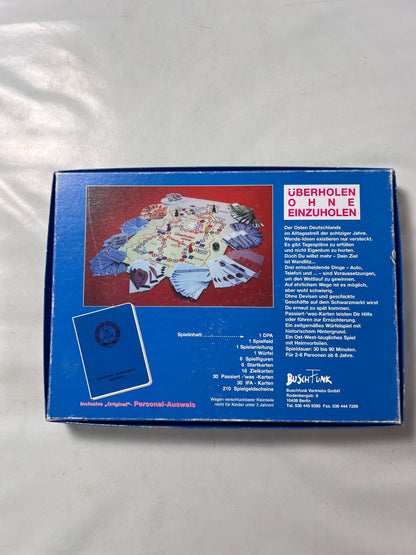 ÜBERHOLEN
OHNE
EINZUHOLEN
Der Osten Deutschlands
im Alltagsstreß der achtziger Jahre.
Wende-Ideen existieren nur versteckt.
Es gibt Tagespläne zu erfüllen
und nicht Eigentum zu horten.
Doch Du willst mehr – Dein Ziel
ist Wandlitz...
Drei entscheidende Dinge – Auto,
Telefon und ... – sind Voraussetzungen,
um den Wettlauf zu gewinnen.
Auf ehrlichem Wege ist es möglich,
aber wohl schwierig.
Ohne Devisen und geschickte
Geschäfte auf dem Schwarzmarkt wirst
Du erneut zu spät kommen.
Passiert-'was-Karten leisten Dir Hilfe
oder führen zur Ernüchterung.
Ein zeitgemäßes Würfelspiel mit
historischem Hintergrund.
Ein Ost-West-taugliches Spiel
mit Heimvorteilen.
Spieldauer: 30 bis 90 Minuten.
Für 2-6 Personen ab 8 Jahre.
Spielinhalt: 1 DPA
1 Spielfeld
1 Spielanleitung
1 Würfel
6 Spielfiguren
6 Startkarten
18 Zielkarten
30 Passiert-'was-Karten
30 IFA - Karten
210 Spielgeldscheine
Wegen verschluckbarer Kleinteile
nicht für Kinder unter 3 Jahren!
Inclusive „Original"- Personal-Ausweis
BUSCHFUNK
Buschfunk Vertriebs GmbH
Rodenbergstr. 8
10439 Berlin
Tel. 030 445 9380 Fax. 030 444 7289